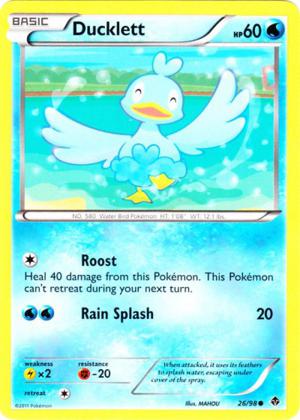 BASIC
Ducklett HP60
NO. 580 Water Bird Pokémon HT: 1'08" WT: 12.1 lbs.
Roost
Heal 40 damage from this Pokémon. This Pokémon
can't retreat during your next turn.
Rain Splash 20
weakness resistance
×2 -20
retreat
When attacked, it uses its feathers
to splash water, escaping under
cover of the spray.
©2011 Pokémon Illus. MAHOU 26/98